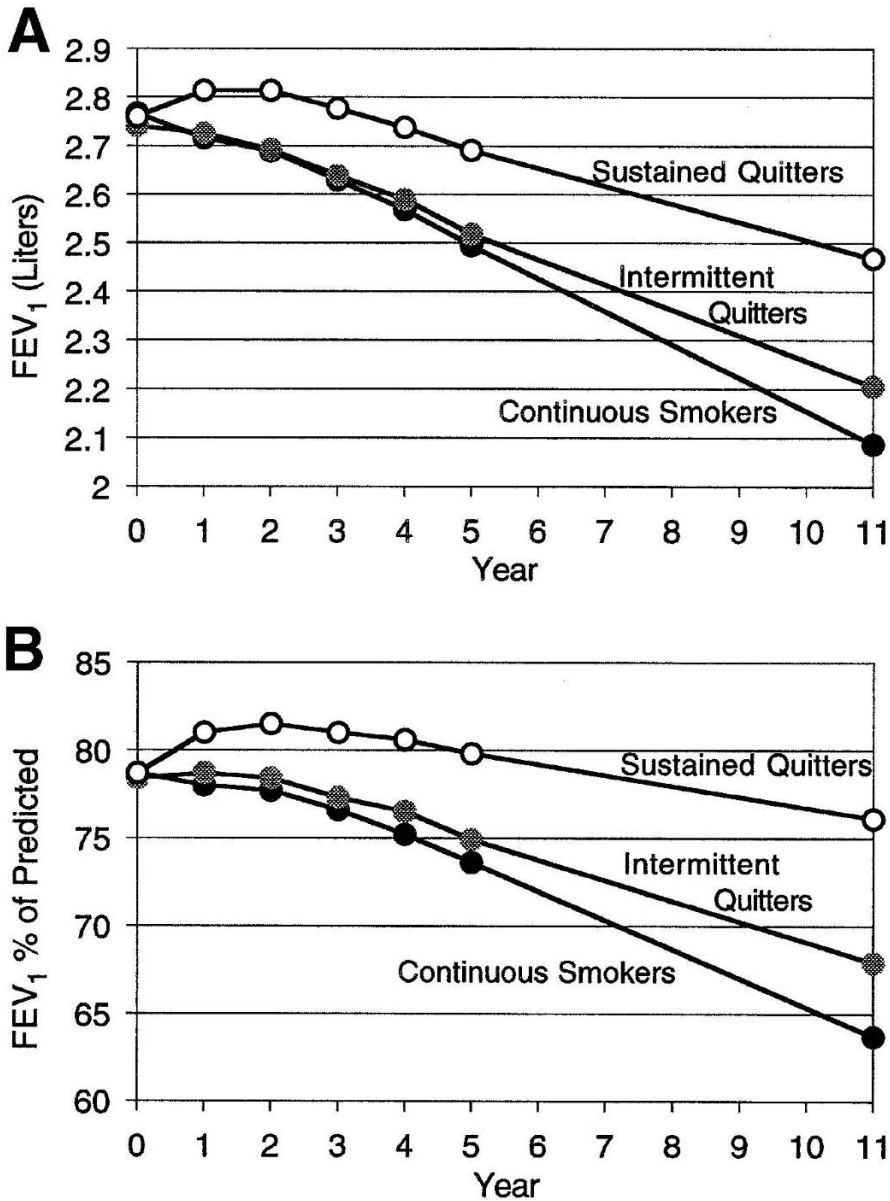 A
FEV1 (Liters)
2.9
2.8
2.7
2.6
2.5
2.4
2.3
2.2
2.1
2
Sustained Quitters
Intermittent
Quitters
Continuous Smokers
0 1 2 3 4 5 6 7 8 9 10 11
Year
B
FEV1 % of Predicted
85
80
75
70
65
60
Sustained Quitters
Intermittent
Quitters
Continuous Smokers
0 1 2 3 4 5 6 7 8 9 10 11
Year